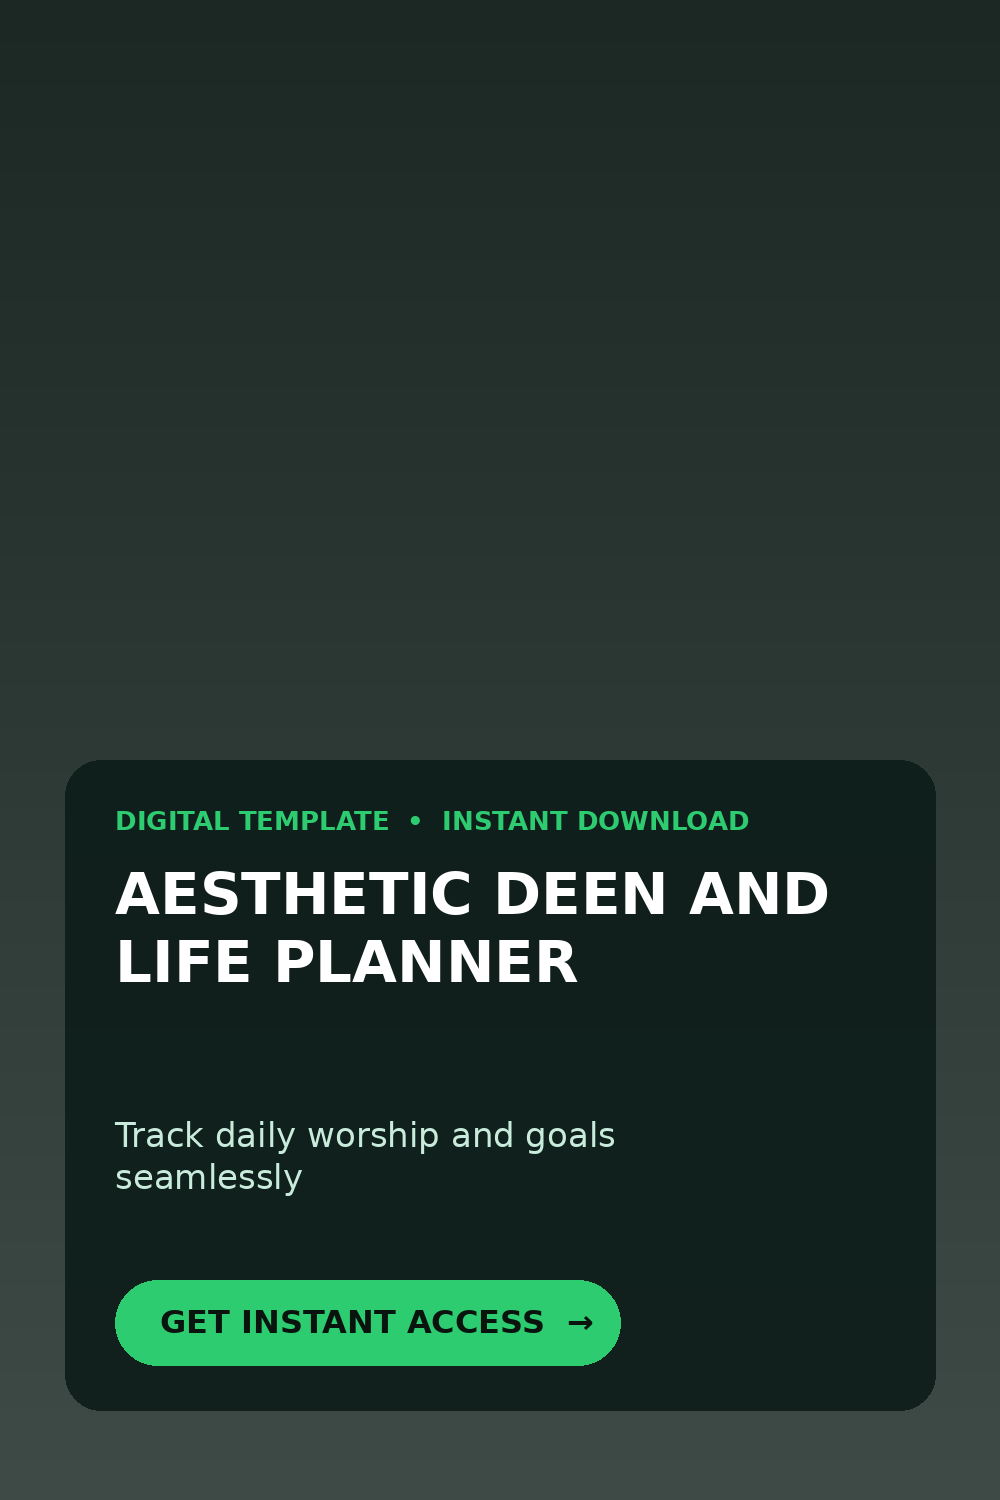 DIGITAL TEMPLATE • INSTANT DOWNLOAD
AESTHETIC DEEN AND
LIFE PLANNER
Track daily worship and goals
seamlessly
GET INSTANT ACCESS →